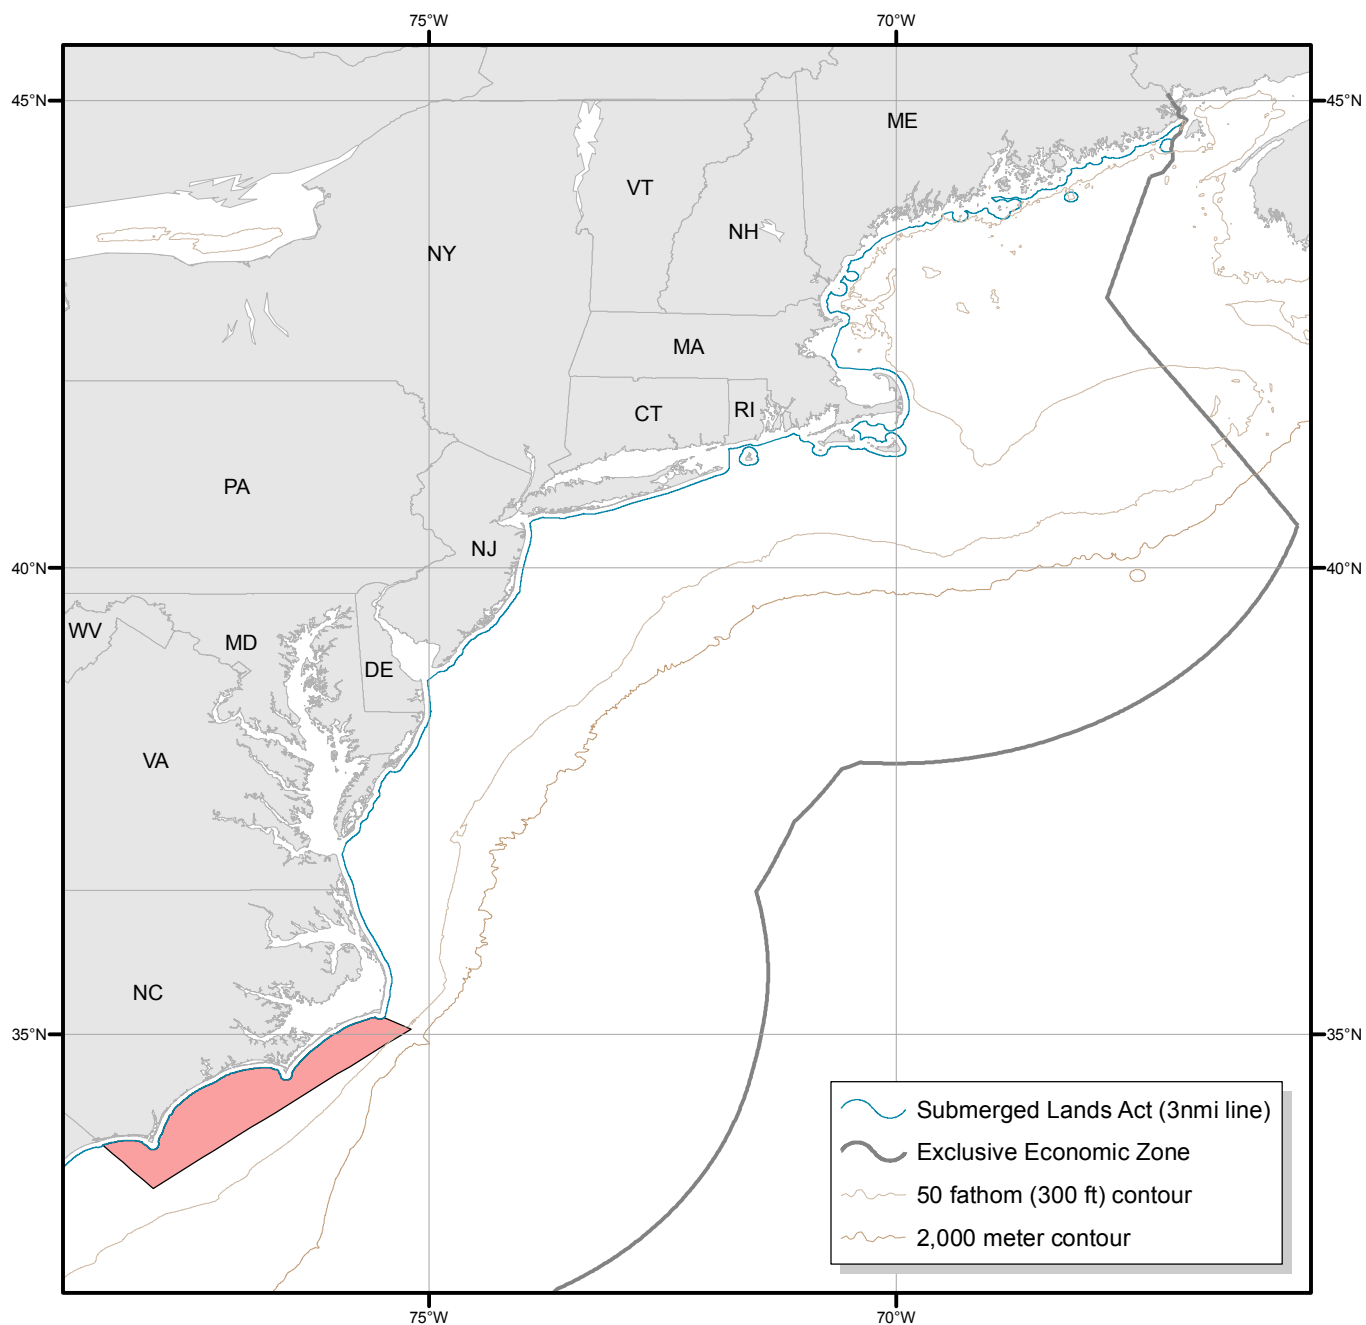 75°W 70°W
45°N 45°N
ME
VT
NH
NY
MA
CT RI
PA
NJ
40°N 40°N
WV
MD
DE
VA
NC
35°N 35°N
Submerged Lands Act (3nmi line)
Exclusive Economic Zone
50 fathom (300 ft) contour
2,000 meter contour
75°W 70°W